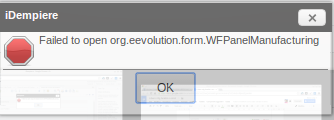 iDempiere
Failed to open org.eevolution.form.WFPanelManufacturing
OK